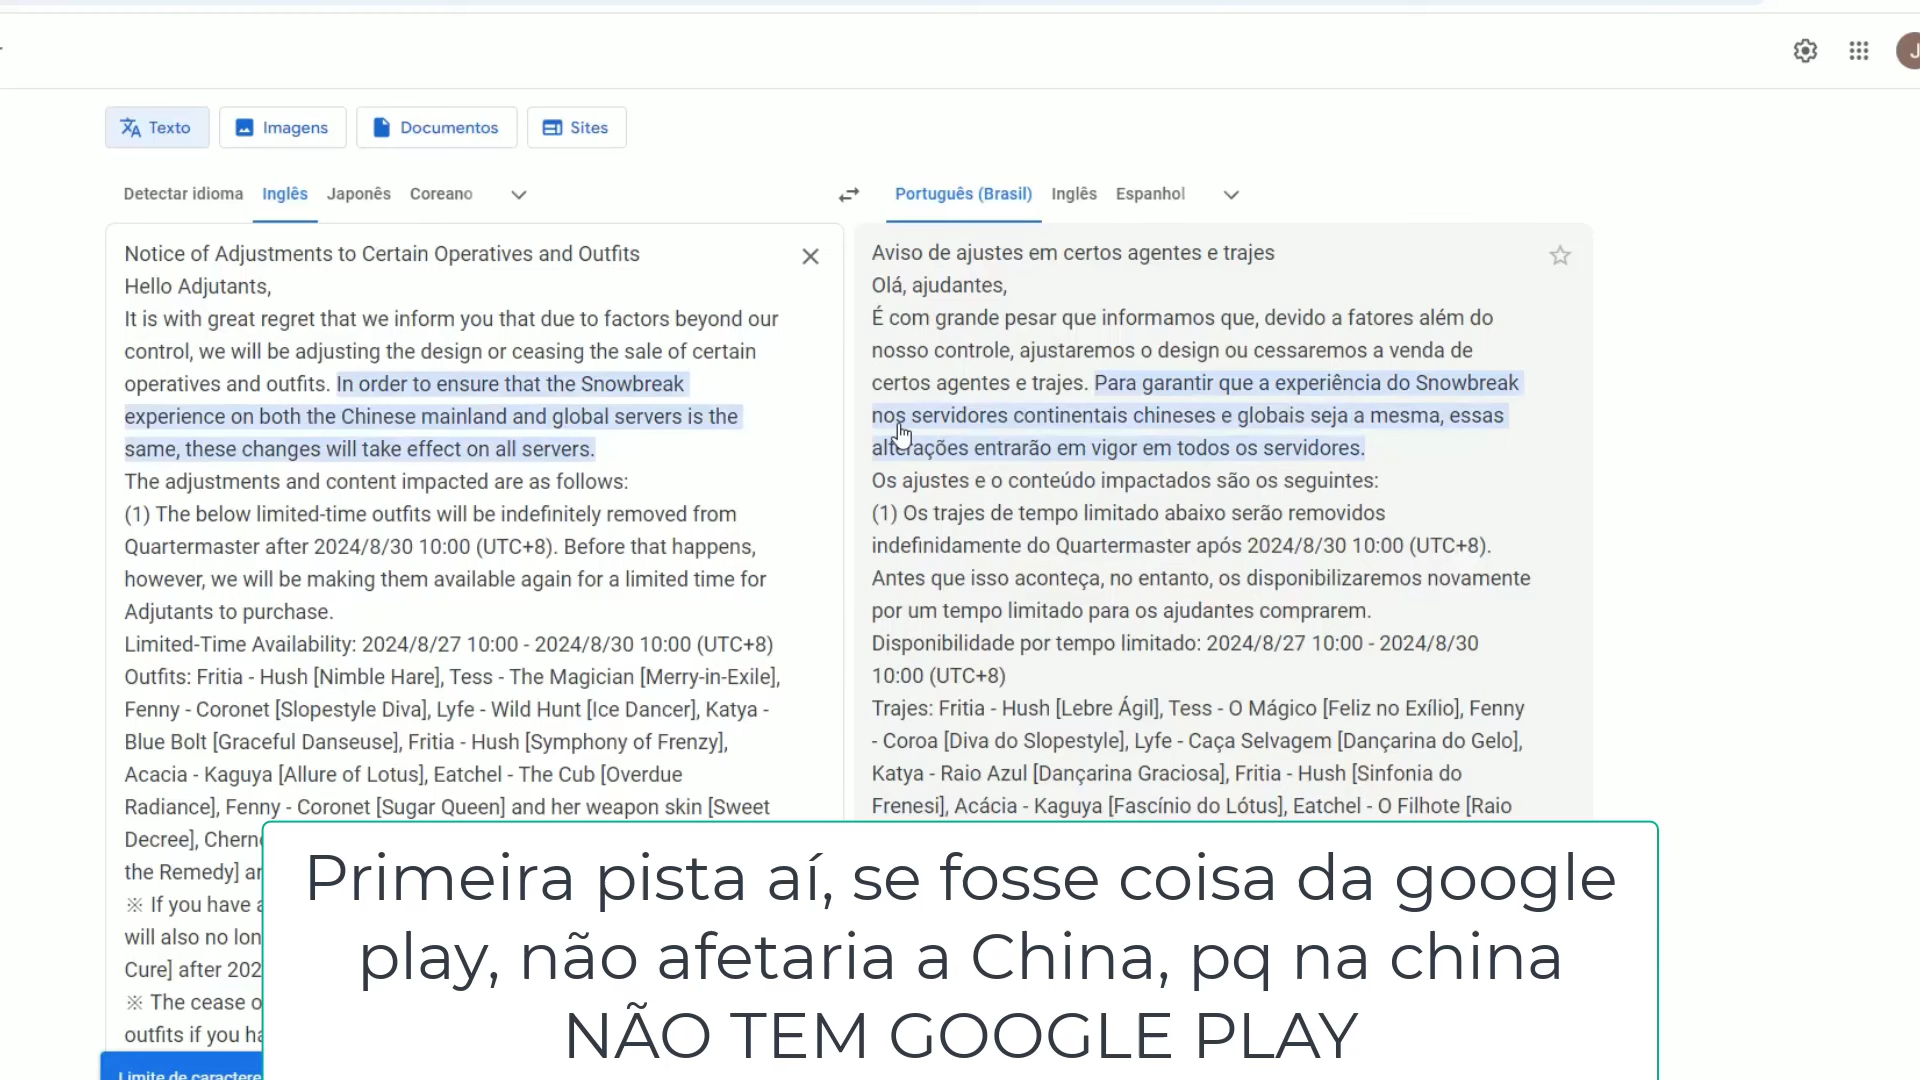 J
Texto
Imagens
Documentos
Sites
Detectar idioma
Inglês
Japonês
Coreano
Português (Brasil)
Inglês
Espanhol
Notice of Adjustments to Certain Operatives and Outfits
Hello Adjutants,
It is with great regret that we inform you that due to factors beyond our
control, we will be adjusting the design or ceasing the sale of certain
operatives and outfits. In order to ensure that the Snowbreak
experience on both the Chinese mainland and global servers is the
same, these changes will take effect on all servers.
The adjustments and content impacted are as follows:
(1) The below limited-time outfits will be indefinitely removed from
Quartermaster after 2024/8/30 10:00 (UTC+8). Before that happens,
however, we will be making them available again for a limited time for
Adjutants to purchase.
Limited-Time Availability: 2024/8/27 10:00 - 2024/8/30 10:00 (UTC+8)
Outfits: Fritia - Hush [Nimble Hare], Tess - The Magician [Merry-in-Exile],
Fenny - Coronet [Slopestyle Diva], Lyfe - Wild Hunt [Ice Dancer], Katya -
Blue Bolt [Graceful Danseuse], Fritia - Hush [Symphony of Frenzy],
Acacia - Kaguya [Allure of Lotus], Eatchel - The Cub [Overdue
Radiance], Fenny - Coronet [Sugar Queen] and her weapon skin [Sweet
Decree], Chern
the Remedy] a
※ If you have a
will also no lon
Cure] after 202
※ The cease o
outfits if you ha
Limite de caractere
Aviso de ajustes em certos agentes e trajes
Olá, ajudantes,
É com grande pesar que informamos que, devido a fatores além do
nosso controle, ajustaremos o design ou cessaremos a venda de
certos agentes e trajes. Para garantir que a experiência do Snowbreak
nos servidores continentais chineses e globais seja a mesma, essas
alterações entrarão em vigor em todos os servidores.
Os ajustes e o conteúdo impactados são os seguintes:
(1) Os trajes de tempo limitado abaixo serão removidos
indefinidamente do Quartermaster após 2024/8/30 10:00 (UTC+8).
Antes que isso aconteça, no entanto, os disponibilizaremos novamente
por um tempo limitado para os ajudantes comprarem.
Disponibilidade por tempo limitado: 2024/8/27 10:00 - 2024/8/30
10:00 (UTC+8)
Trajes: Fritia - Hush [Lebre Ágil], Tess - O Mágico [Feliz no Exílio], Fenny
- Coroa [Diva do Slopestyle], Lyfe - Caça Selvagem [Dançarina do Gelo],
Katya - Raio Azul [Dançarina Graciosa], Fritia - Hush [Sinfonia do
Frenesi], Acácia - Kaguya [Fascínio do Lótus], Eatchel - O Filhote [Raio
Primeira pista aí, se fosse coisa da google
play, não afetaria a China, pq na china
NÃO TEM GOOGLE PLAY